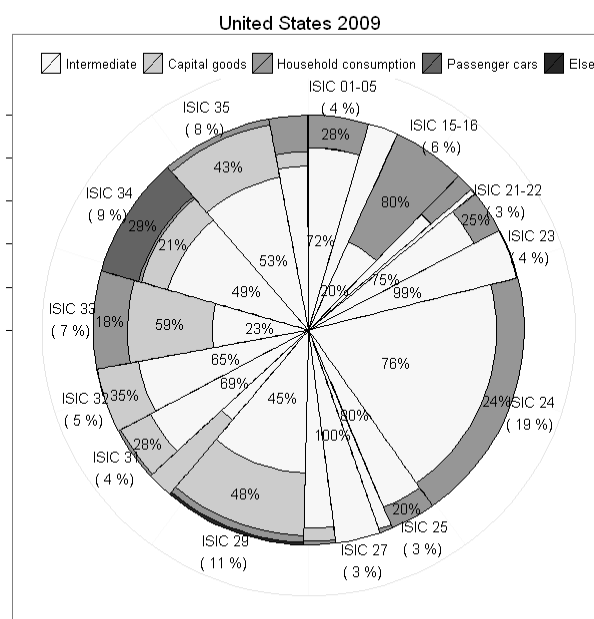 United States 2009
Intermediate Capital goods Household consumption Passenger cars Else
ISIC 01-05
( 4 %)
ISIC 35
( 8 %)
ISIC 15-16
( 6 %)
28%
43%
80%
ISIC 21-22
( 3 %)
ISIC 34
( 9 %)
29%
25%
21%
72%
ISIC 23
( 4 %)
53%
75%
49%
20%
99%
ISIC 33
( 7 %)
18%
59%
23%
65%
76%
69%
35%
45%
ISIC 32
( 5 %)
24%
ISIC 24
( 19 %)
80%
100%
28%
ISIC 31
( 4 %)
48%
20%
ISIC 25
( 3 %)
ISIC 29
( 11 %)
ISIC 27
( 3 %)